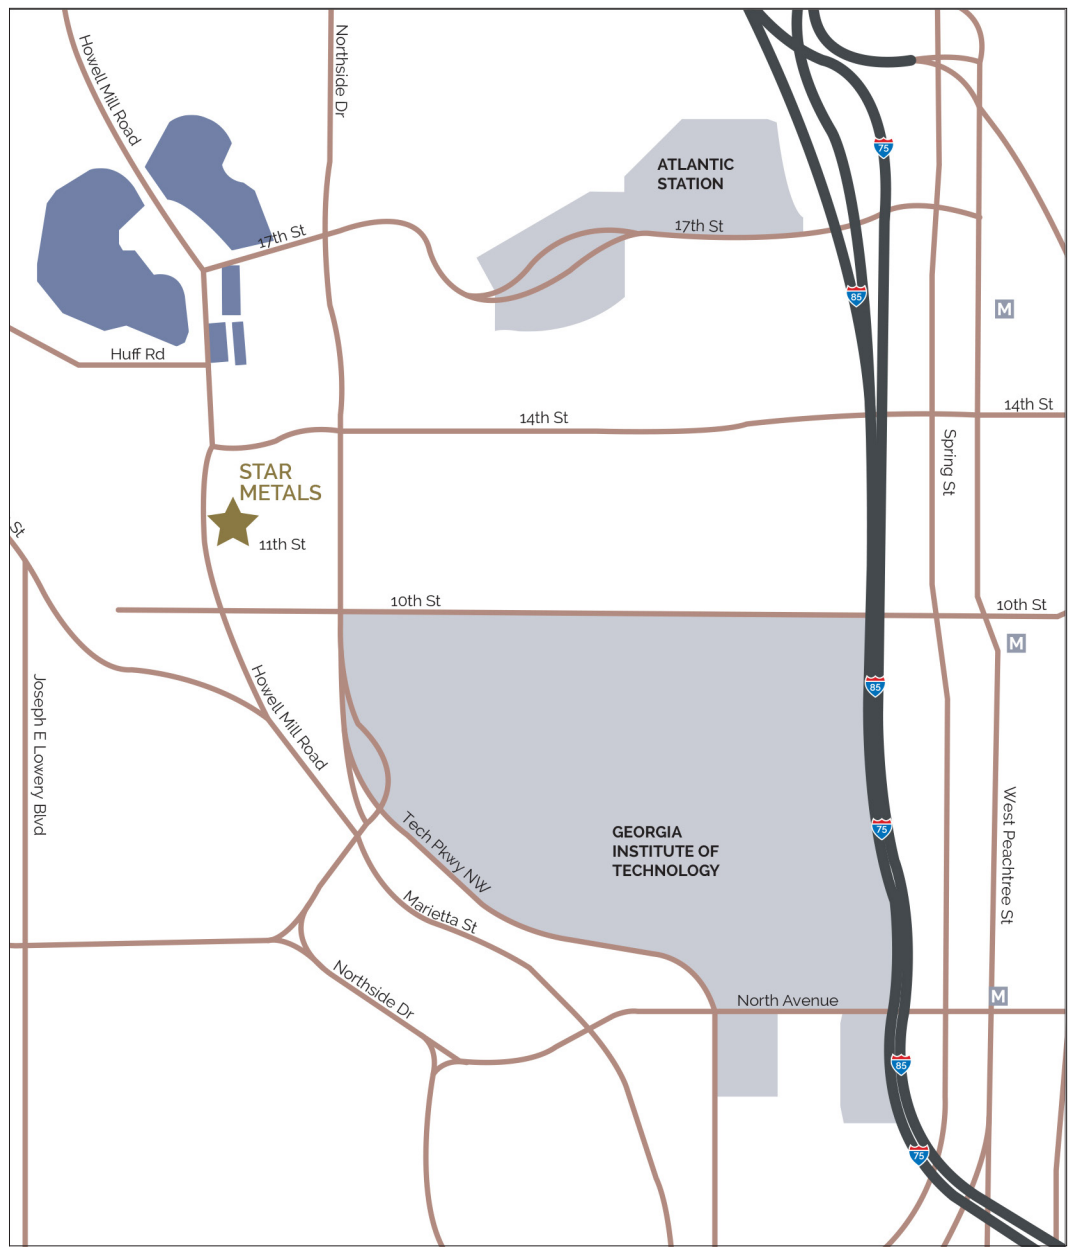 Howell Mill Road
Northside Dr
75
ATLANTIC
STATION
17th St
17th St
85
M
Huff Rd
14th St
14th St
Spring St
STAR
METALS
St
11th St
10th St
10th St
M
Howell Mill Road
85
Joseph E Lowery Blvd
West Peachtree St
Tech Pkwy NW
75
GEORGIA
INSTITUTE OF
TECHNOLOGY
Marietta St
Northside Dr
North Avenue
M
85
75